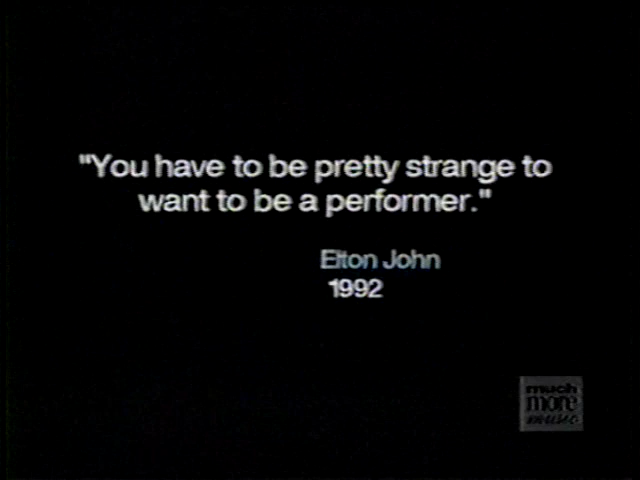 "You have to be pretty strange to
want to be a performer."
Elton John
1992
much
more
music